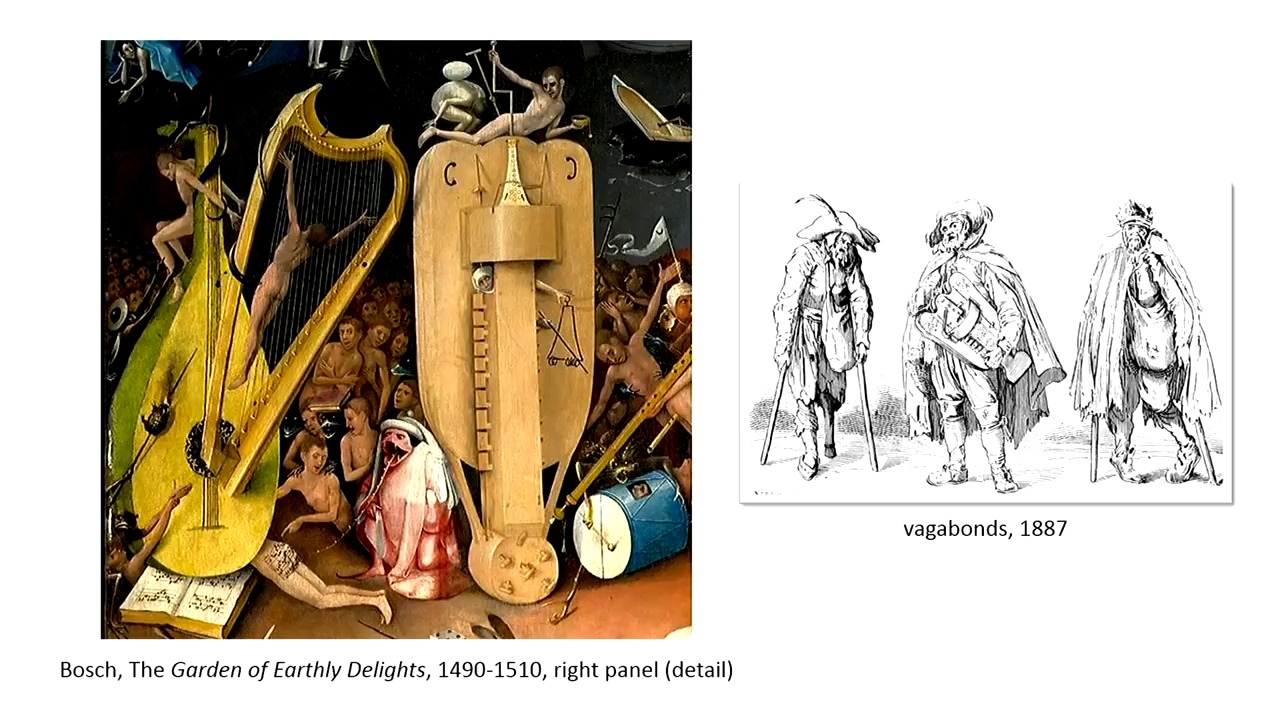 Bosch, The Garden of Earthly Delights, 1490-1510, right panel (detail)
vagabonds, 1887